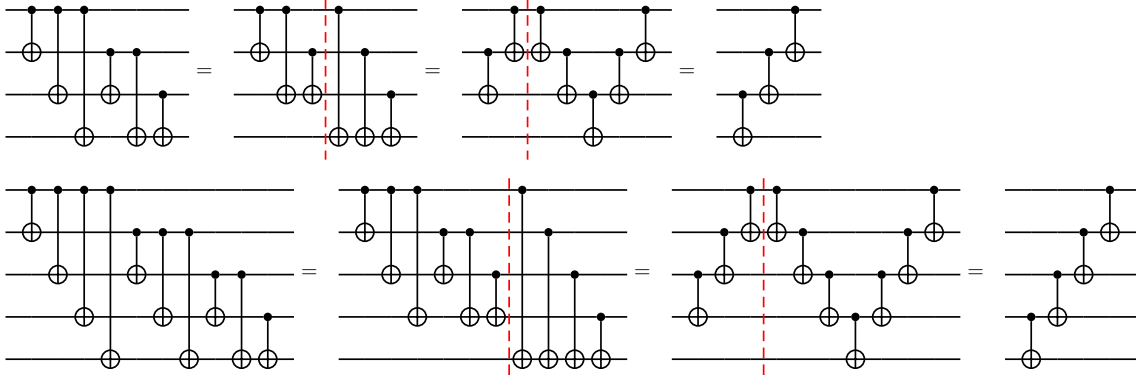 = = =
= = =